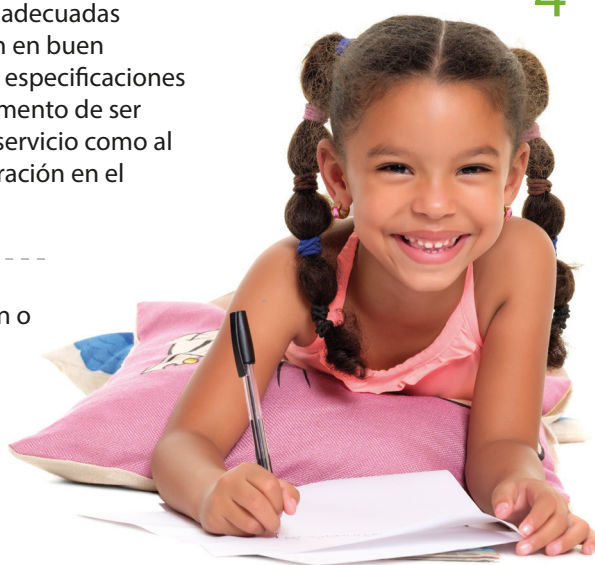 adecuadas
n en buen
especificaciones
mento de ser
servicio como al
ración en el
n o
4